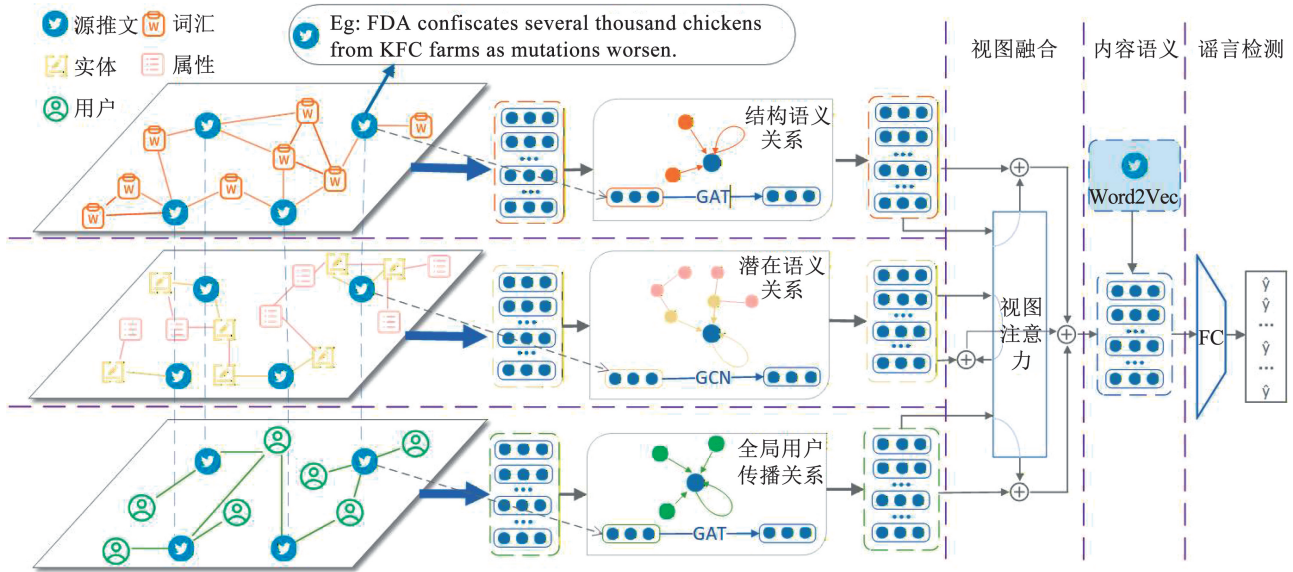 源推文
词汇
实体
属性
用户
Eg: FDA confiscates several thousand chickens
from KFC farms as mutations worsen.
视图融合
内容语义
谣言检测
W
W
W
W
W
W
W
W
结构语义
关系
GAT
潜在语义
关系
GCN
全局用户
传播关系
GAT
视图
注意
力
Word2Vec
FC
ŷ
ŷ
...
ŷ
...
ŷ